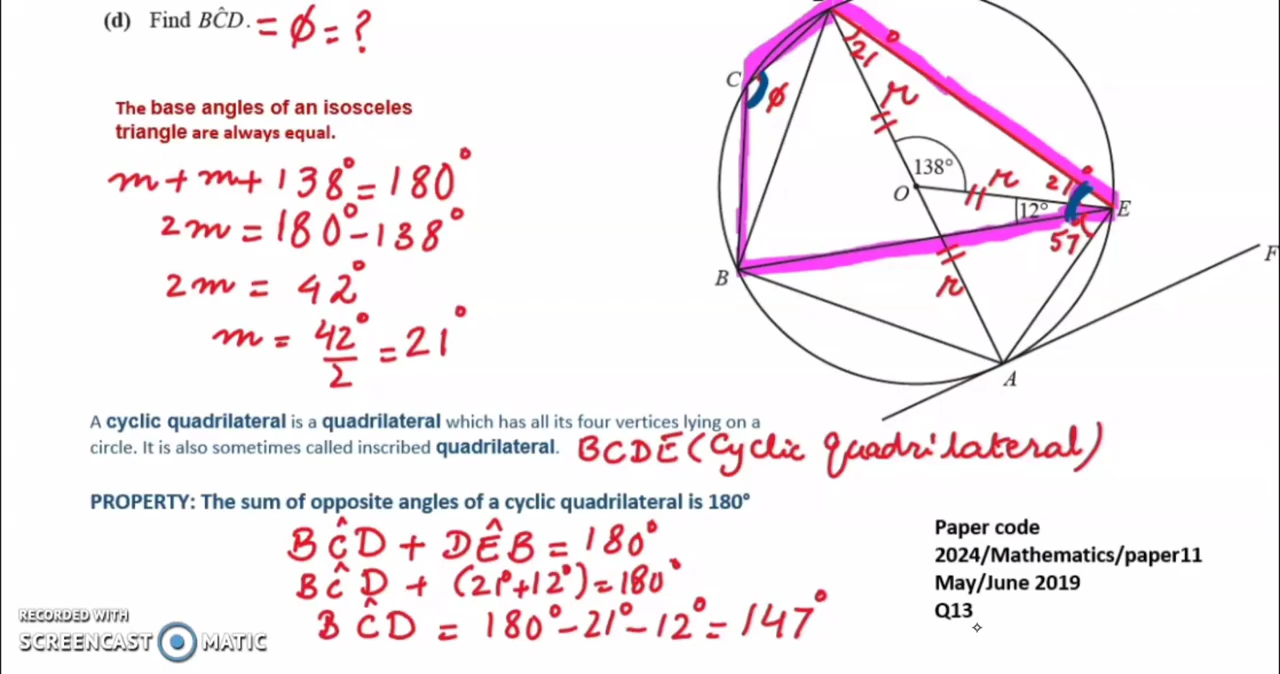 (d) Find BĈD. = ϕ = ?
The base angles of an isosceles
triangle are always equal.
m + m + 138° = 180°
2m = 180° - 138°
2m = 42°
m = 42°/2 = 21°
C
ϕ
21°
r
138°
O
r
21°
12°
E
57°
F
B
r
A
A cyclic quadrilateral is a quadrilateral which has all its four vertices lying on a
circle. It is also sometimes called inscribed quadrilateral. BCDE (Cyclic quadrilateral)
PROPERTY: The sum of opposite angles of a cyclic quadrilateral is 180°
BĈD + DÊB = 180°
BĈD + (21° + 12°) = 180°
BĈD = 180° - 21° - 12° = 147°
Paper code
2024/Mathematics/paper11
May/June 2019
Q13
RECORDED WITH
SCREENCAST MATIC